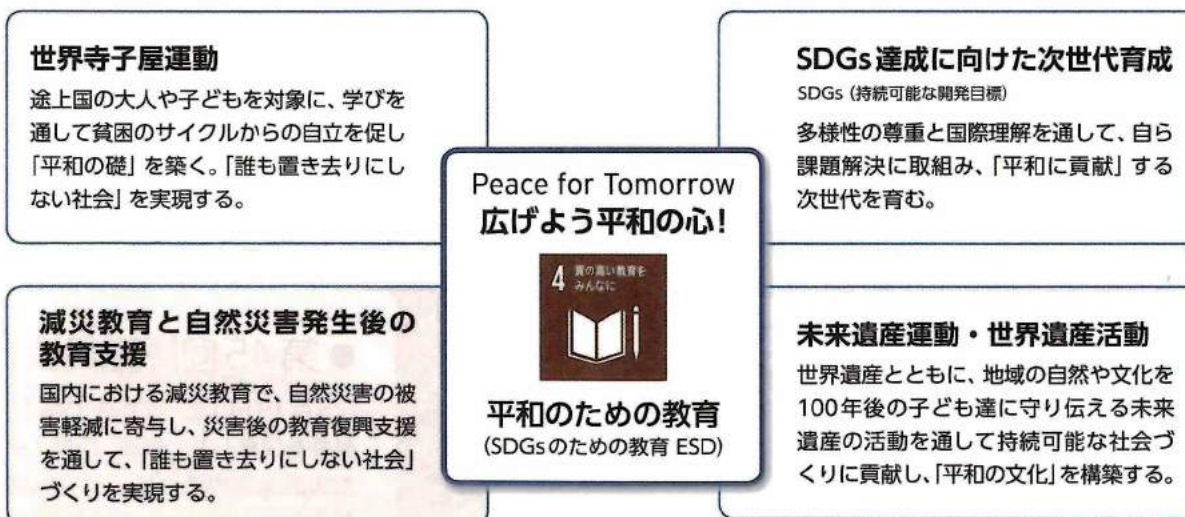 世界寺子屋運動
途上国の大人や子どもを対象に、学びを
通して貧困のサイクルからの自立を促し
「平和の礎」を築く。「誰も置き去りにし
ない社会」を実現する。
SDGs達成に向けた次世代育成
SDGs（持続可能な開発目標）
多様性の尊重と国際理解を通して、自ら
課題解決に取組み、「平和に貢献」する
次世代を育む。
Peace for Tomorrow
広げよう平和の心!
4 質の高い教育を
みんなに
平和のための教育
(SDGsのための教育 ESD)
減災教育と自然災害発生後の
教育支援
国内における減災教育で、自然災害の被
害軽減に寄与し、災害後の教育復興支援
を通して、「誰も置き去りにしない社会」
づくりを実現する。
未来遺産運動・世界遺産活動
世界遺産とともに、地域の自然や文化を
100年後の子ども達に守り伝える未来
遺産の活動を通して持続可能な社会づ
くりに貢献し、「平和の文化」を構築する。